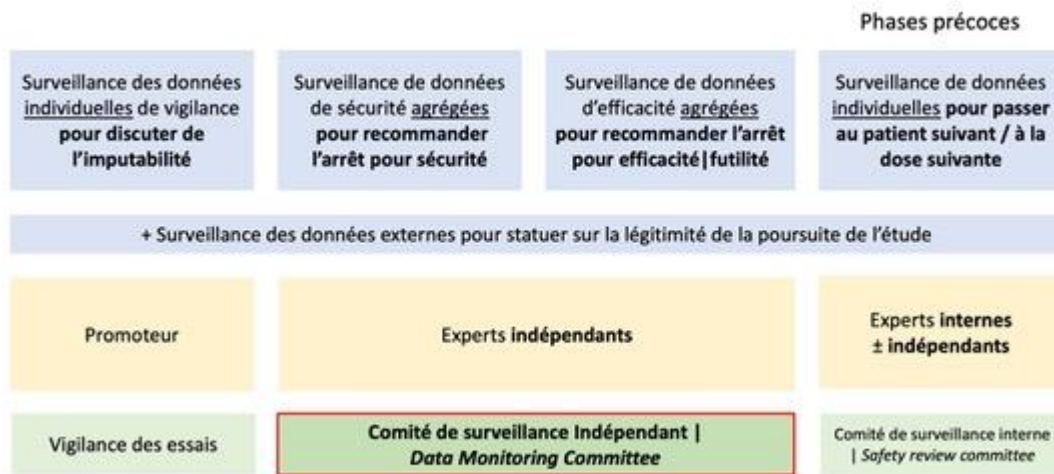 Phases précoces
Surveillance des données
individuelles de vigilance
pour discuter de
l'imputabilité
Surveillance de données
de sécurité agrégées
pour recommander
l'arrêt pour sécurité
Surveillance de données
d'efficacité agrégées
pour recommander l'arrêt
pour efficacité|futilité
Surveillance de données
individuelles pour passer
au patient suivant / à la
dose suivante
+ Surveillance des données externes pour statuer sur la légitimité de la poursuite de l'étude
Promoteur
Experts indépendants
Experts internes
± indépendants
Vigilance des essais
Comité de surveillance Indépendant |
Data Monitoring Committee
Comité de surveillance interne
| Safety review committee